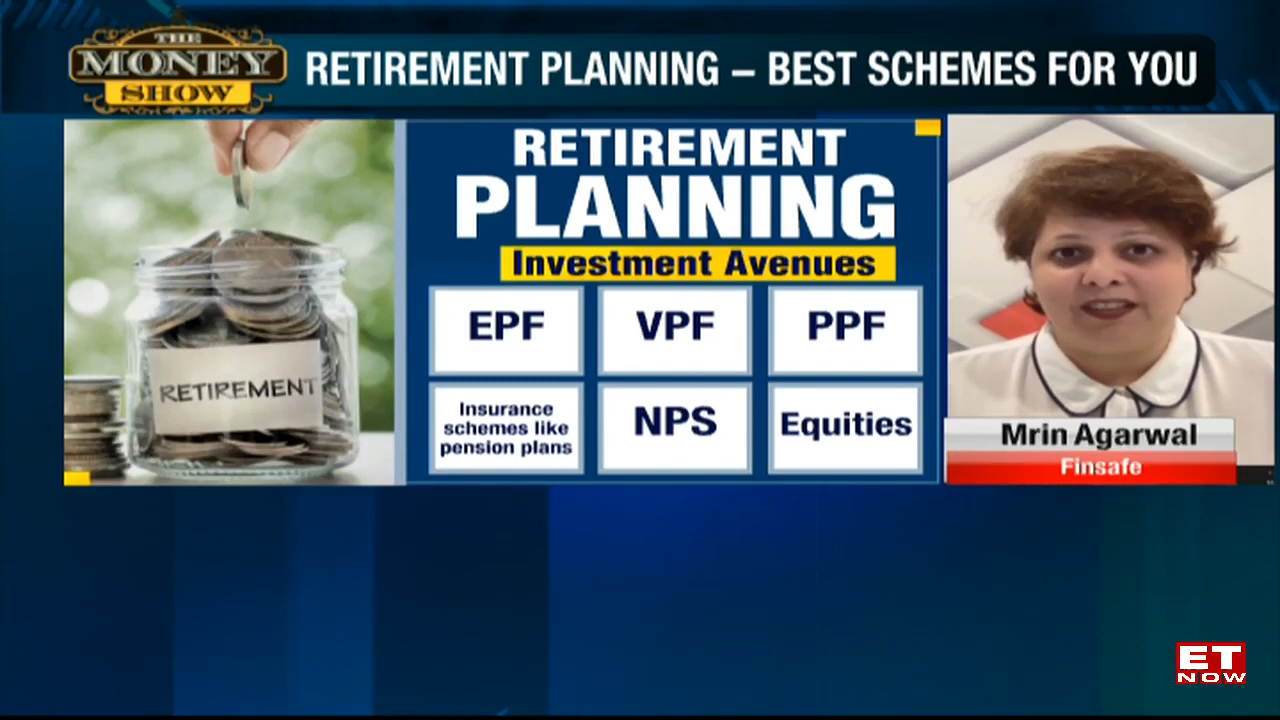 THE
MONEY
SHOW
RETIREMENT PLANNING – BEST SCHEMES FOR YOU
RETIREMENT
RETIREMENT
PLANNING
Investment Avenues
EPF
VPF
PPF
Insurance
schemes like
pension plans
NPS
Equities
Mrin Agarwal
Finsafe
ET
NOW